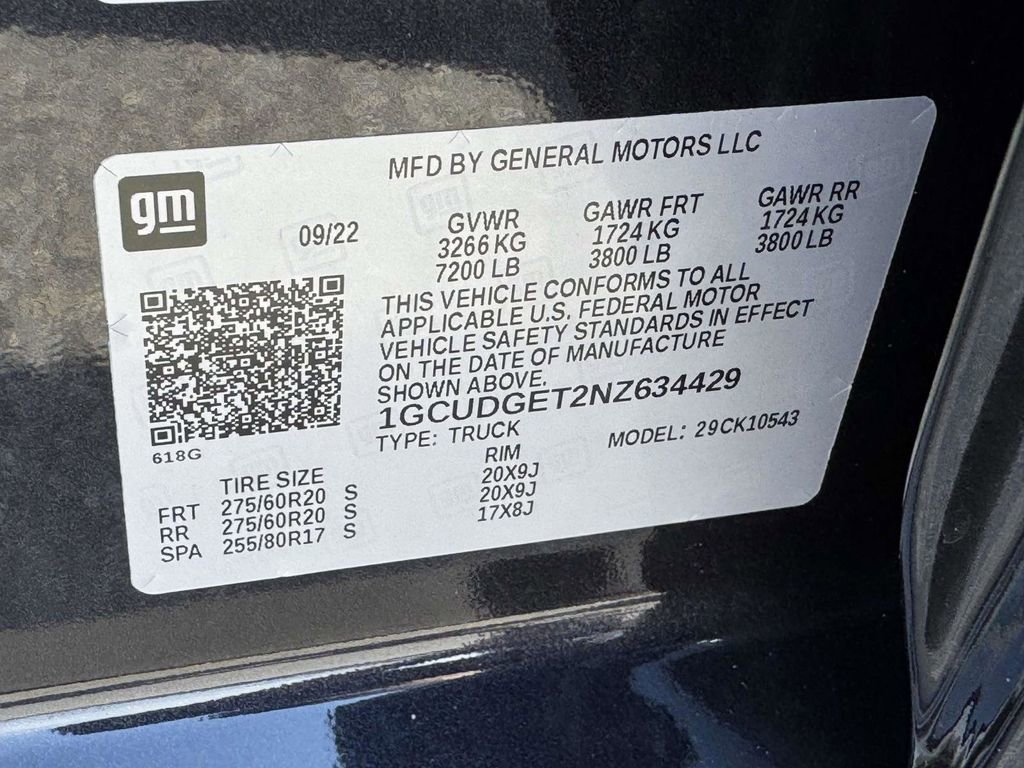 MFD BY GENERAL MOTORS LLC
gm
09/22
GVWR
3266 KG
7200 LB
GAWR FRT
1724 KG
3800 LB
GAWR RR
1724 KG
3800 LB
THIS VEHICLE CONFORMS TO ALL
APPLICABLE U.S. FEDERAL MOTOR
VEHICLE SAFETY STANDARDS IN EFFECT
ON THE DATE OF MANUFACTURE
SHOWN ABOVE.
1GCUDGET2NZ634429
TYPE: TRUCK
MODEL: 29CK10543
618G
TIRE SIZE RIM
FRT 275/60R20 S 20X9J
RR 275/60R20 S 20X9J
SPA 255/80R17 S 17X8J